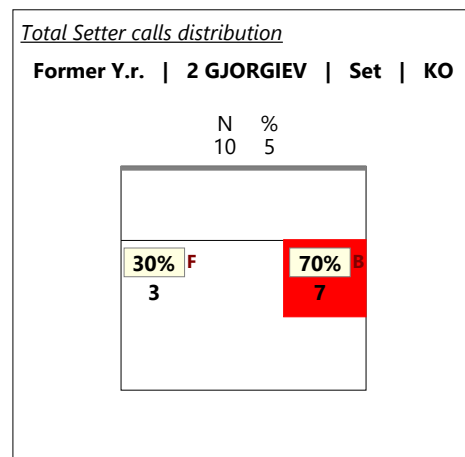 Total Setter calls distribution
Former Y.r. | 2 GJORGIEV | Set | KO
N %
10 5
30% F 70% B
3 7